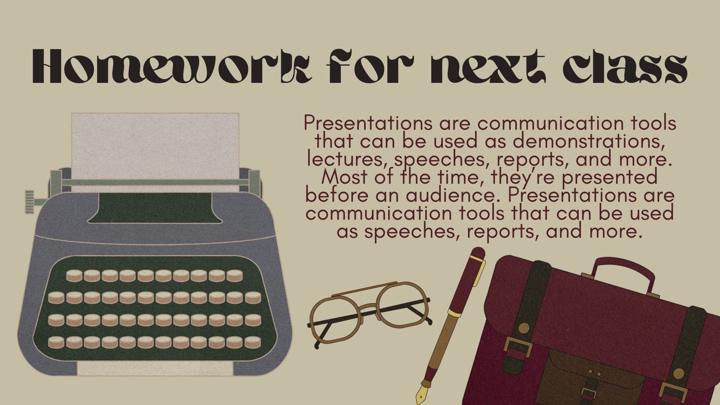 Homework for next class
Presentations are communication tools
that can be used as demonstrations,
lectures, speeches, reports, and more.
Most of the time, they're presented
before an audience. Presentations are
communication tools that can be used
as speeches, reports, and more.